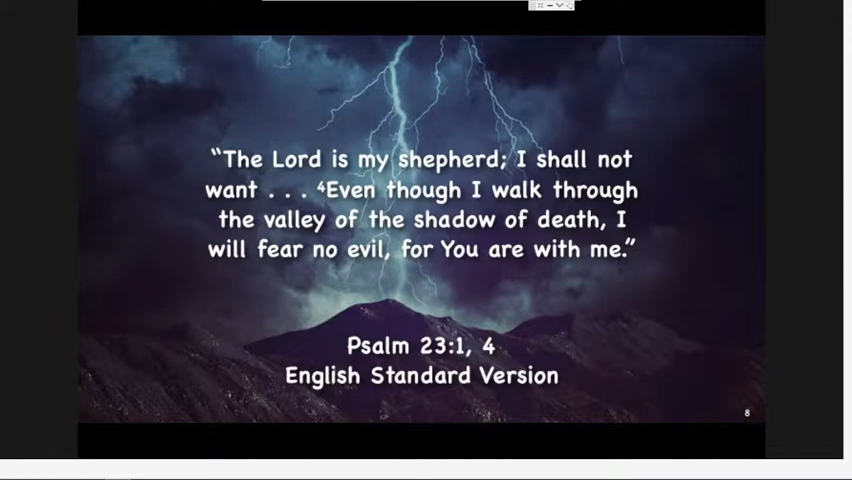 “The Lord is my shepherd; I shall not
want . . . ⁴Even though I walk through
the valley of the shadow of death, I
will fear no evil, for You are with me.”
Psalm 23:1, 4
English Standard Version
8